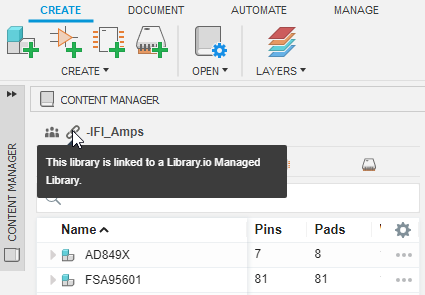 CREATE DOCUMENT AUTOMATE MANAGE
CREATE OPEN LAYERS
CONTENT MANAGER
CONTENT MANAGER
-IFI_Amps
This library is linked to a Library.io Managed
Library.
Name Pins Pads
AD849X 7 8
FSA95601 81 81